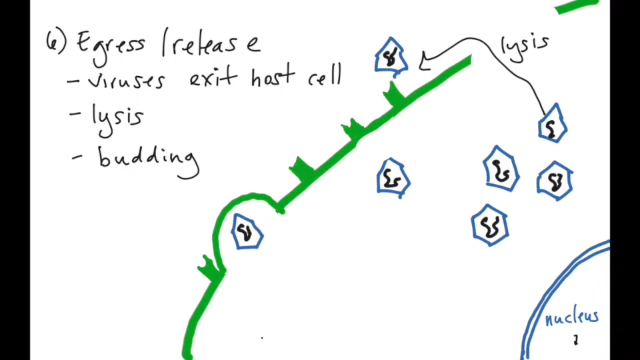 6) Egress/release
- viruses exit host cell
- lysis
- budding
lysis
nucleus